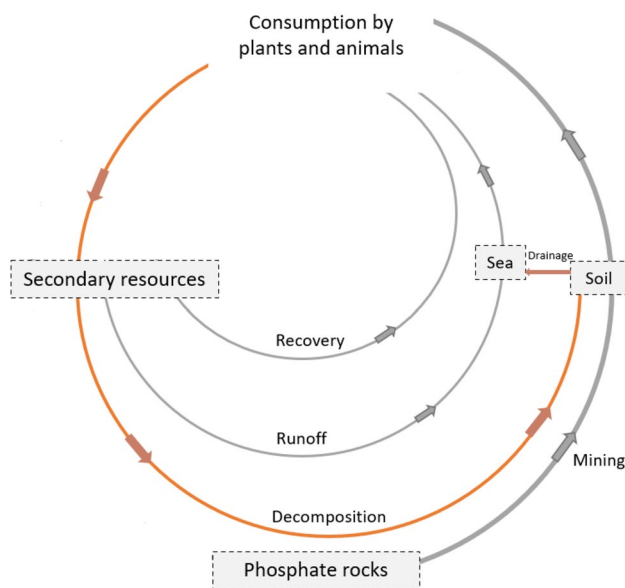 Consumption by
plants and animals
Secondary resources
Sea
Drainage
Soil
Recovery
Runoff
Mining
Decomposition
Phosphate rocks